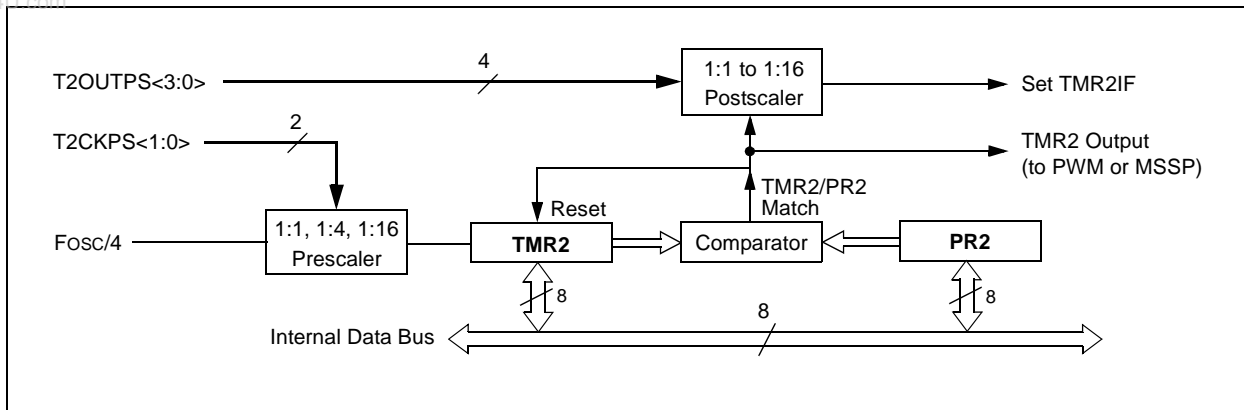 T2OUTPS<3:0>
4
1:1 to 1:16
Postscaler
Set TMR2IF
T2CKPS<1:0>
2
TMR2 Output
(to PWM or MSSP)
TMR2/PR2
Match
Reset
FOSC/4
1:1, 1:4, 1:16
Prescaler
TMR2
Comparator
PR2
8
8
8
Internal Data Bus